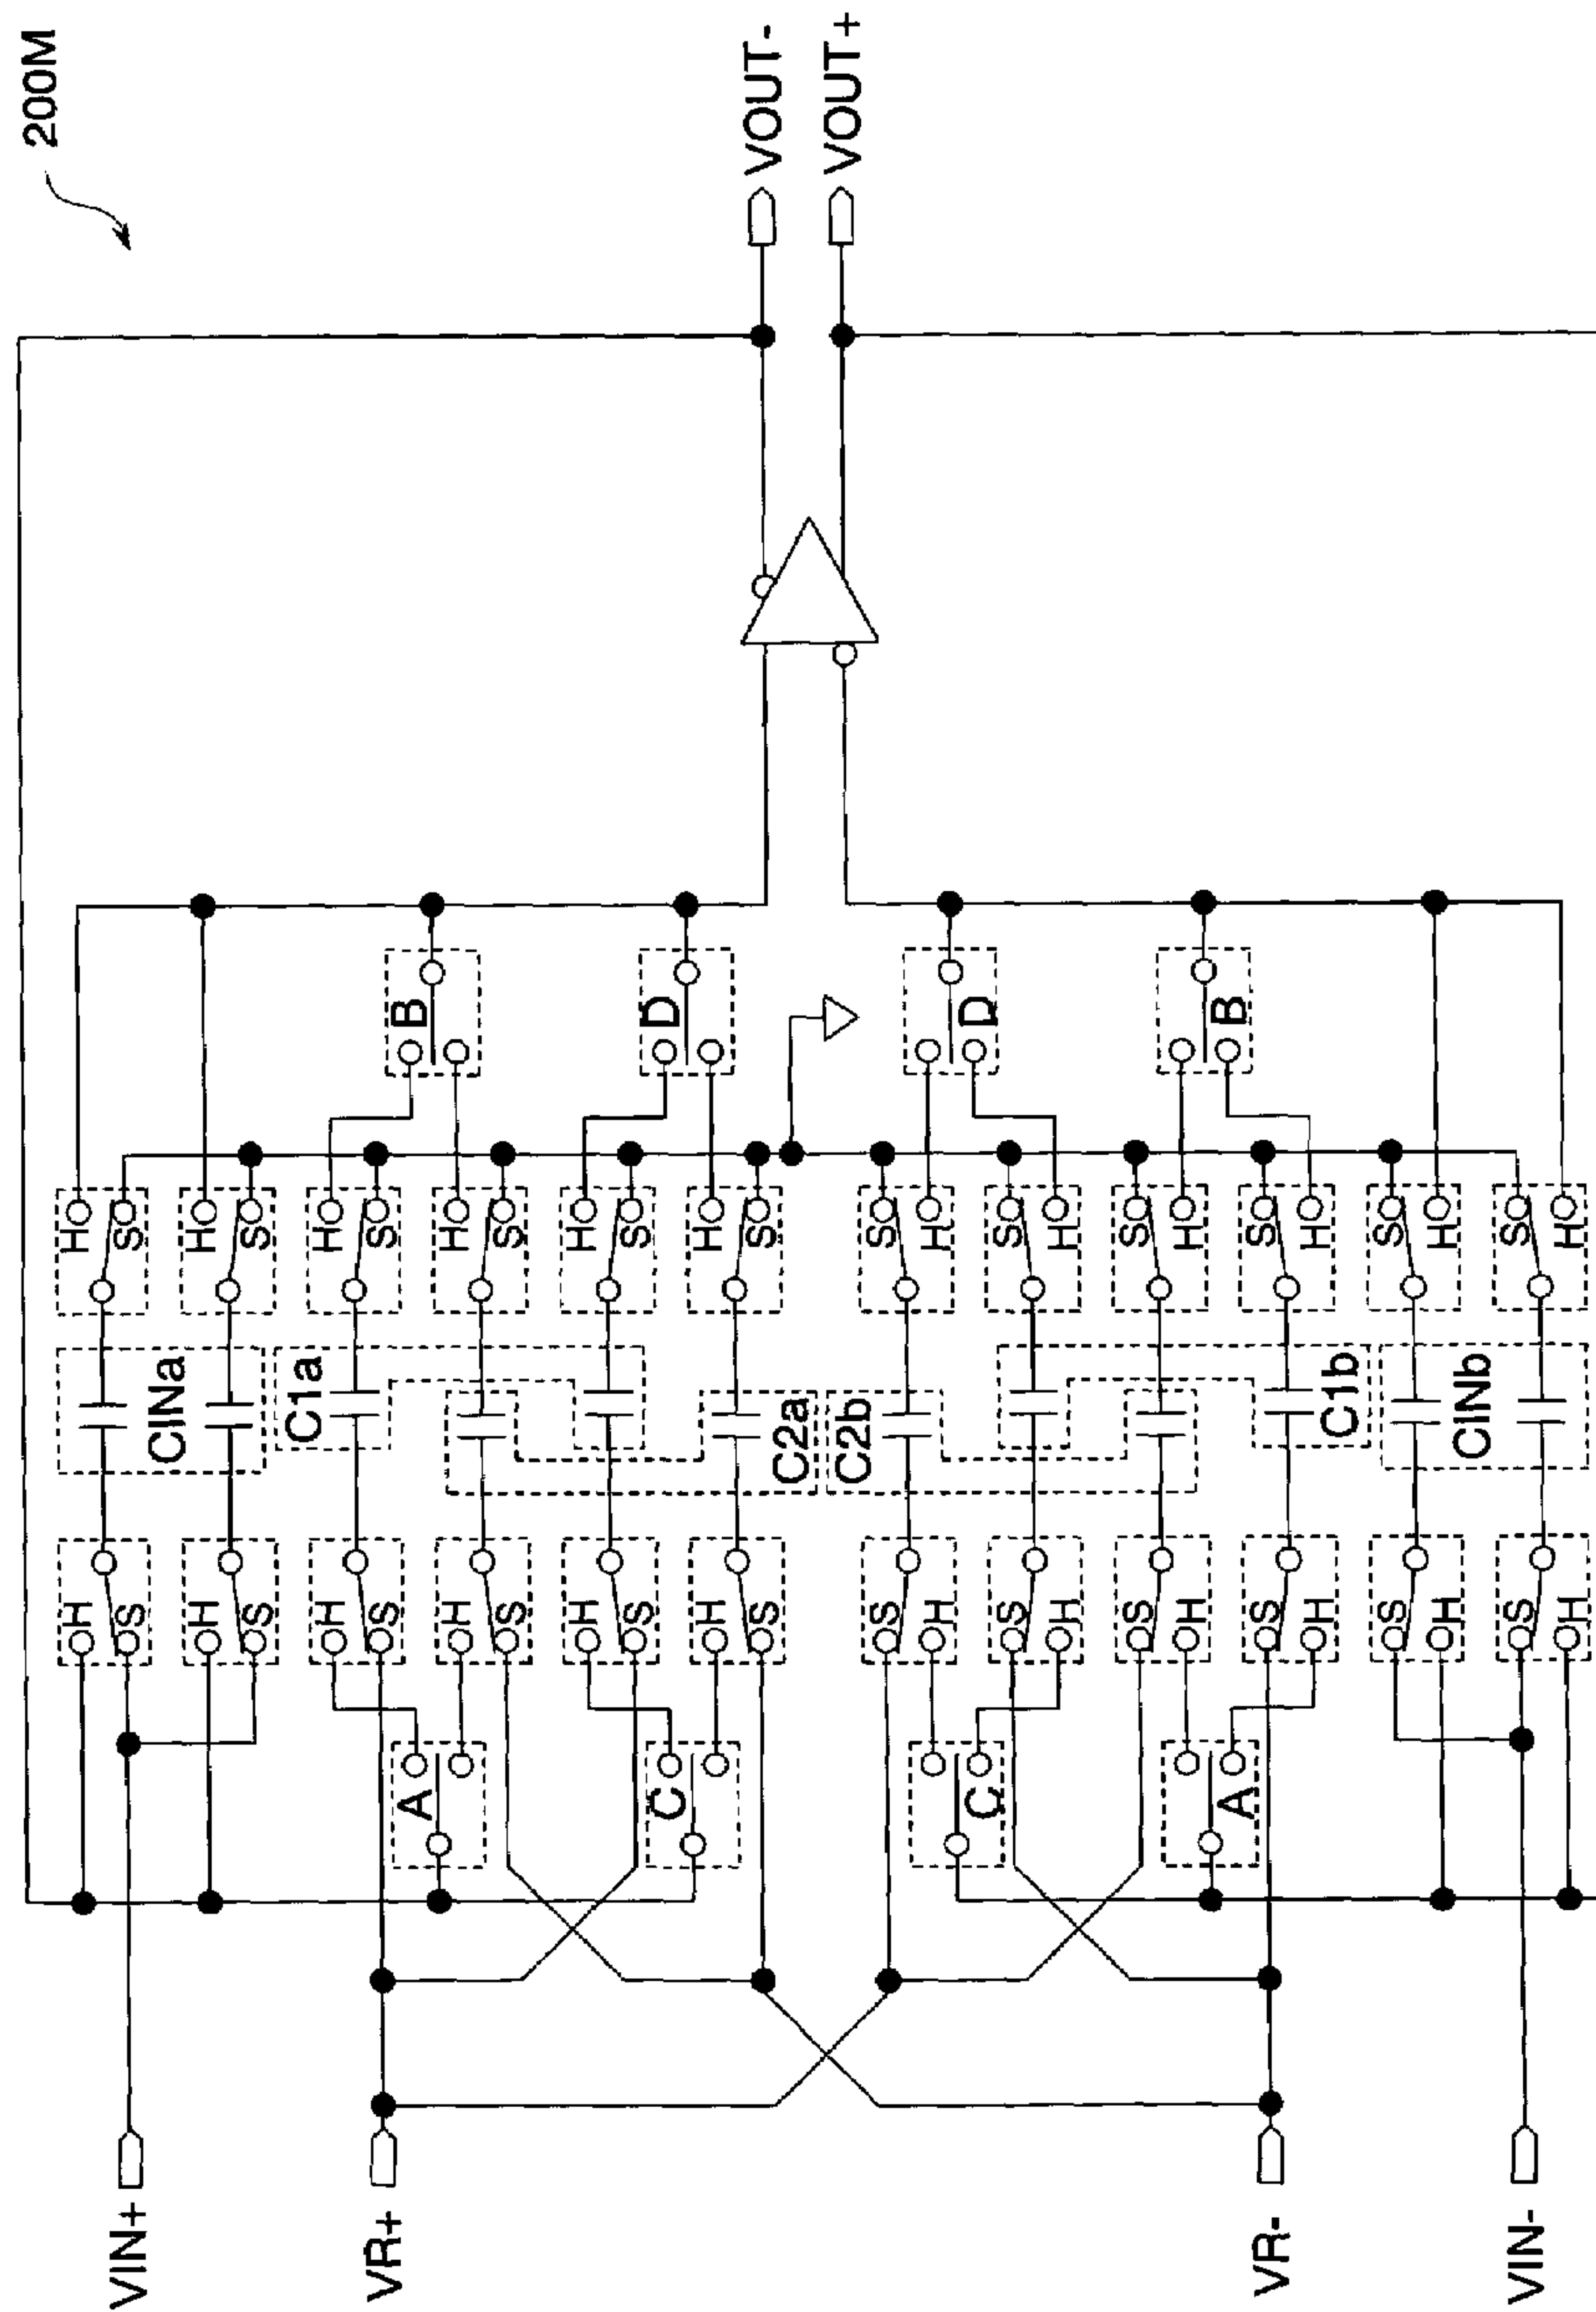 200M
H H
VIN+ S S
CINa
H H
S S
C1a
H H
VR+ S S
A B
H H
S S
H H
S S
C D
H H
S S VOUT-
C2a
VOUT+
C2b
S S
H H
C D
S S
H H
S S
H H
A B
VR- S S
H H
C1b
S S
H H
CINb
VIN- S S
H H